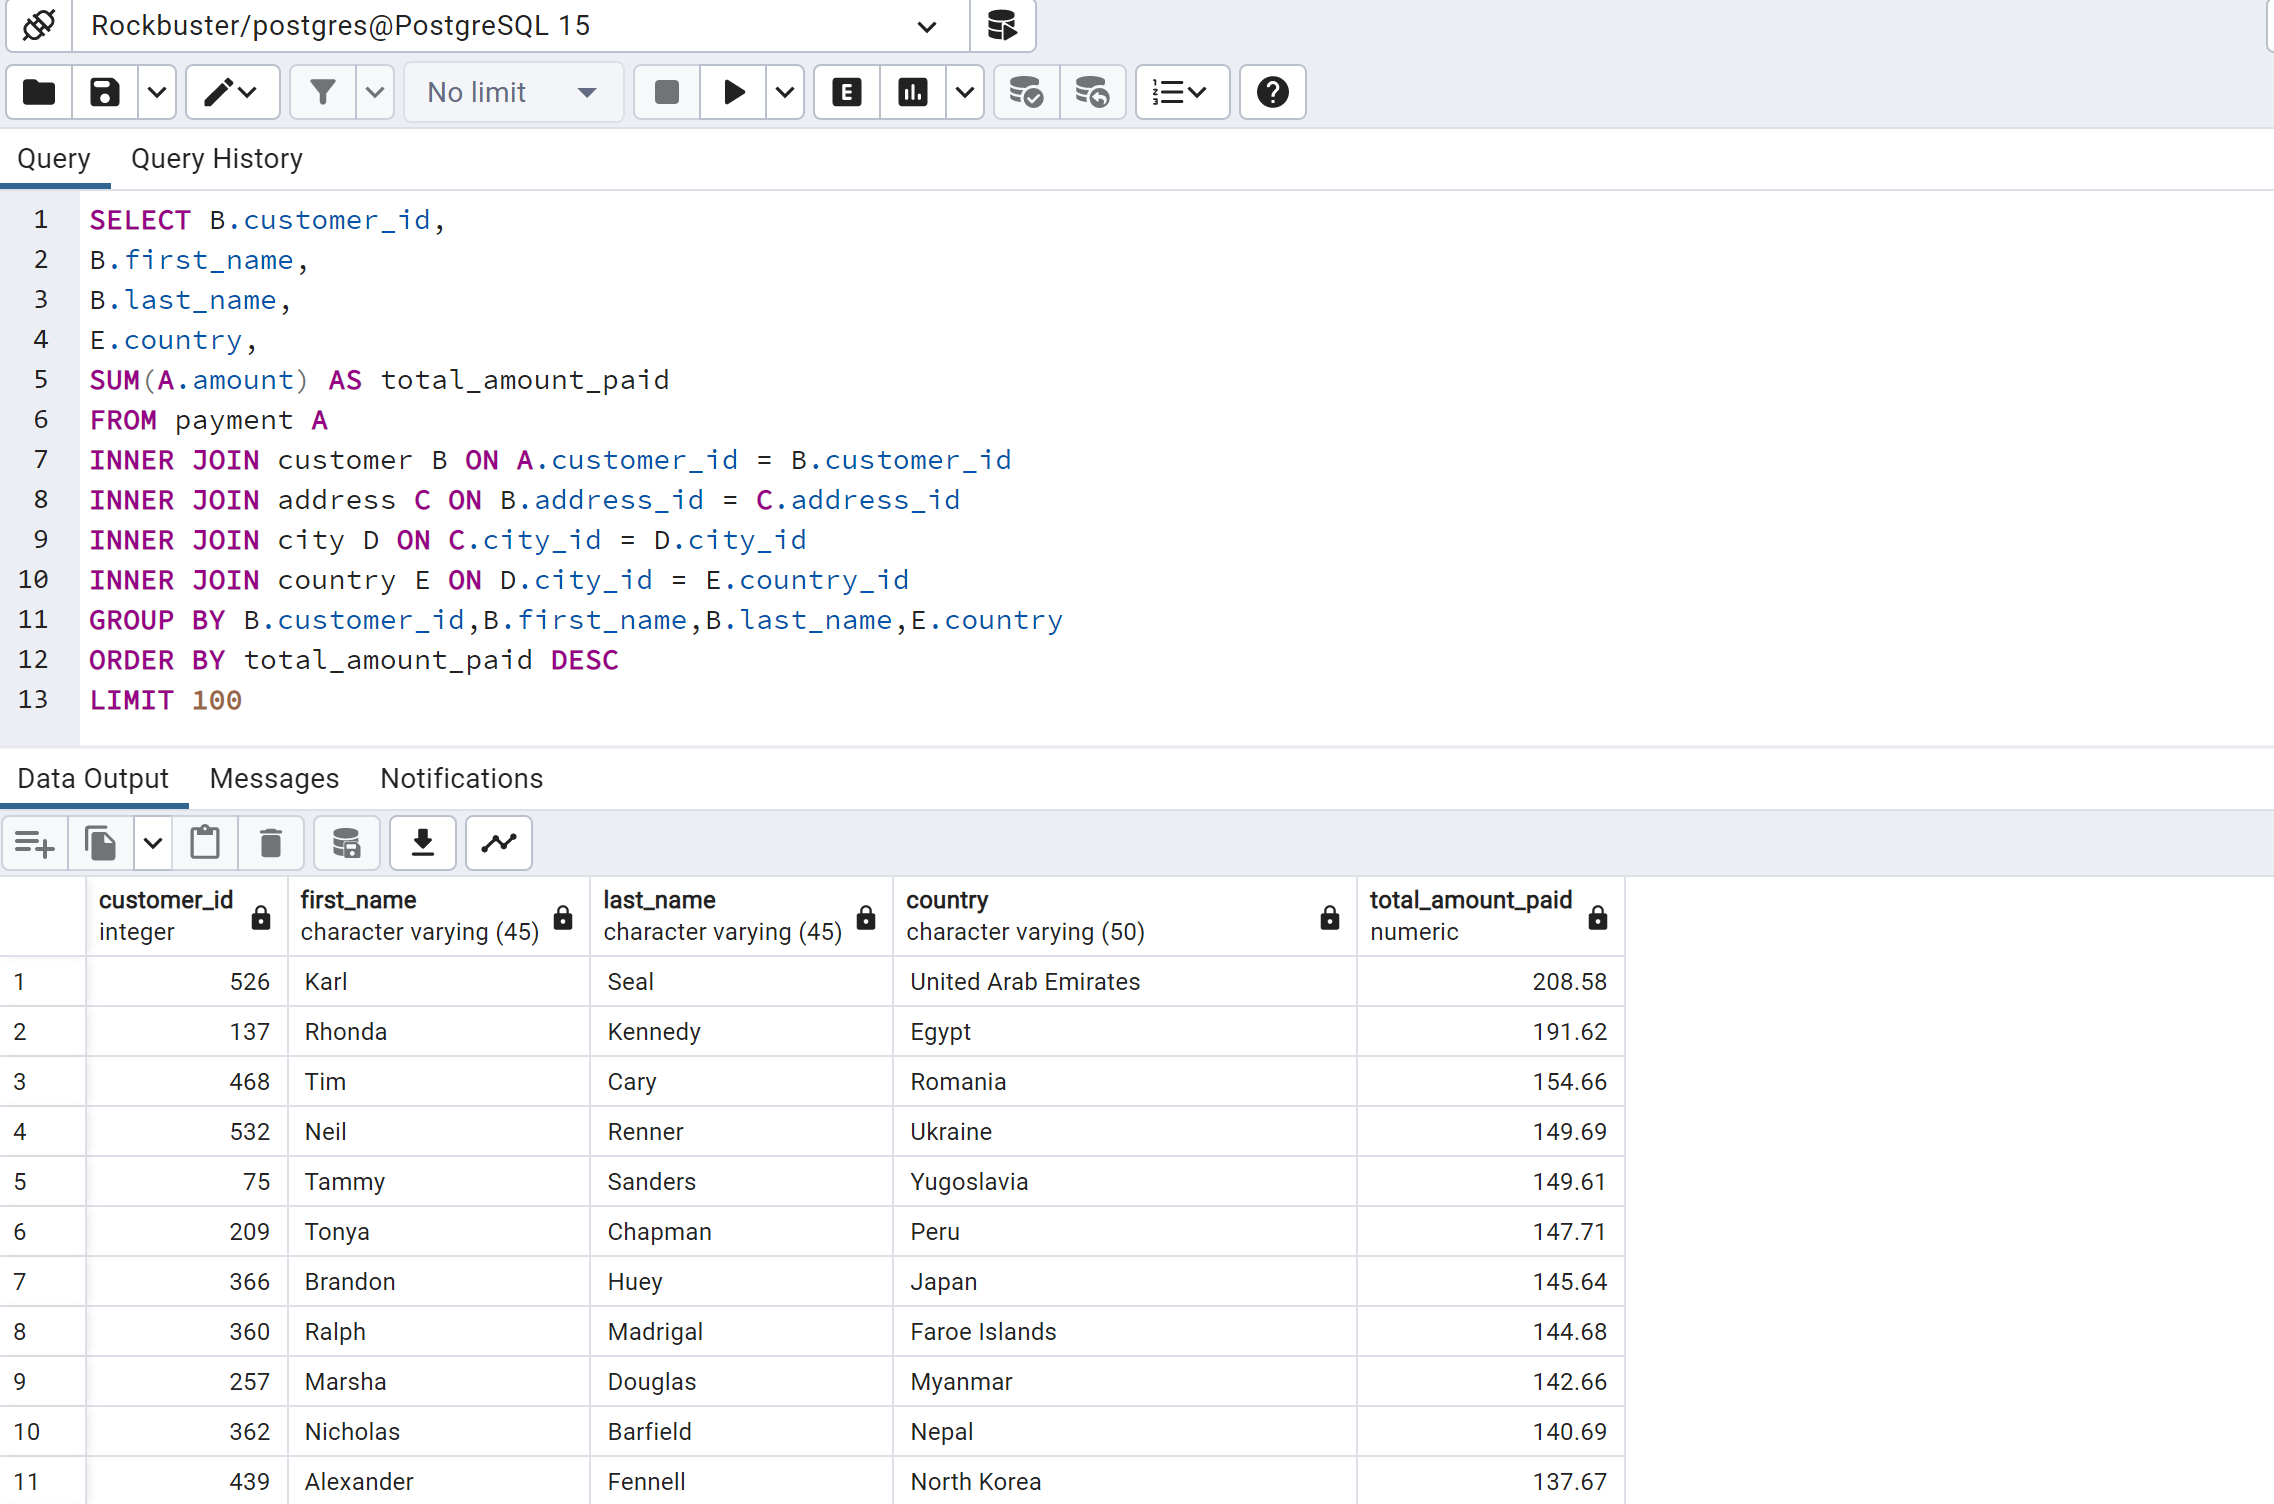 Rockbuster/postgres@PostgreSQL 15
No limit
E
Query Query History
1 SELECT B.customer_id,
2 B.first_name,
3 B.last_name,
4 E.country,
5 SUM(A.amount) AS total_amount_paid
6 FROM payment A
7 INNER JOIN customer B ON A.customer_id = B.customer_id
8 INNER JOIN address C ON B.address_id = C.address_id
9 INNER JOIN city D ON C.city_id = D.city_id
10 INNER JOIN country E ON D.city_id = E.country_id
11 GROUP BY B.customer_id,B.first_name,B.last_name,E.country
12 ORDER BY total_amount_paid DESC
13 LIMIT 100
Data Output Messages Notifications
customer_id first_name last_name country total_amount_paid
integer character varying (45) character varying (45) character varying (50) numeric
1 526 Karl Seal United Arab Emirates 208.58
2 137 Rhonda Kennedy Egypt 191.62
3 468 Tim Cary Romania 154.66
4 532 Neil Renner Ukraine 149.69
5 75 Tammy Sanders Yugoslavia 149.61
6 209 Tonya Chapman Peru 147.71
7 366 Brandon Huey Japan 145.64
8 360 Ralph Madrigal Faroe Islands 144.68
9 257 Marsha Douglas Myanmar 142.66
10 362 Nicholas Barfield Nepal 140.69
11 439 Alexander Fennell North Korea 137.67